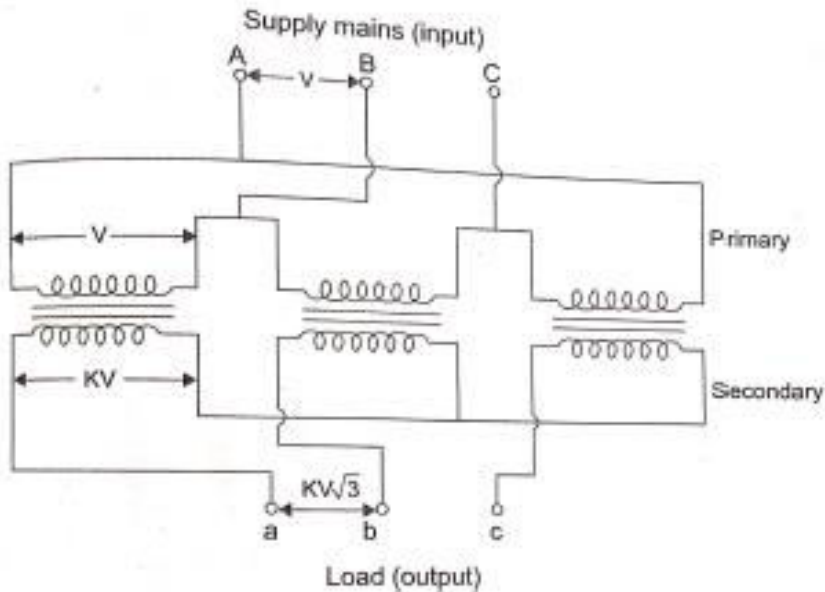 Supply mains (input)
A V B C
V
Primary
KV
Secondary
KV√3
a b c
Load (output)